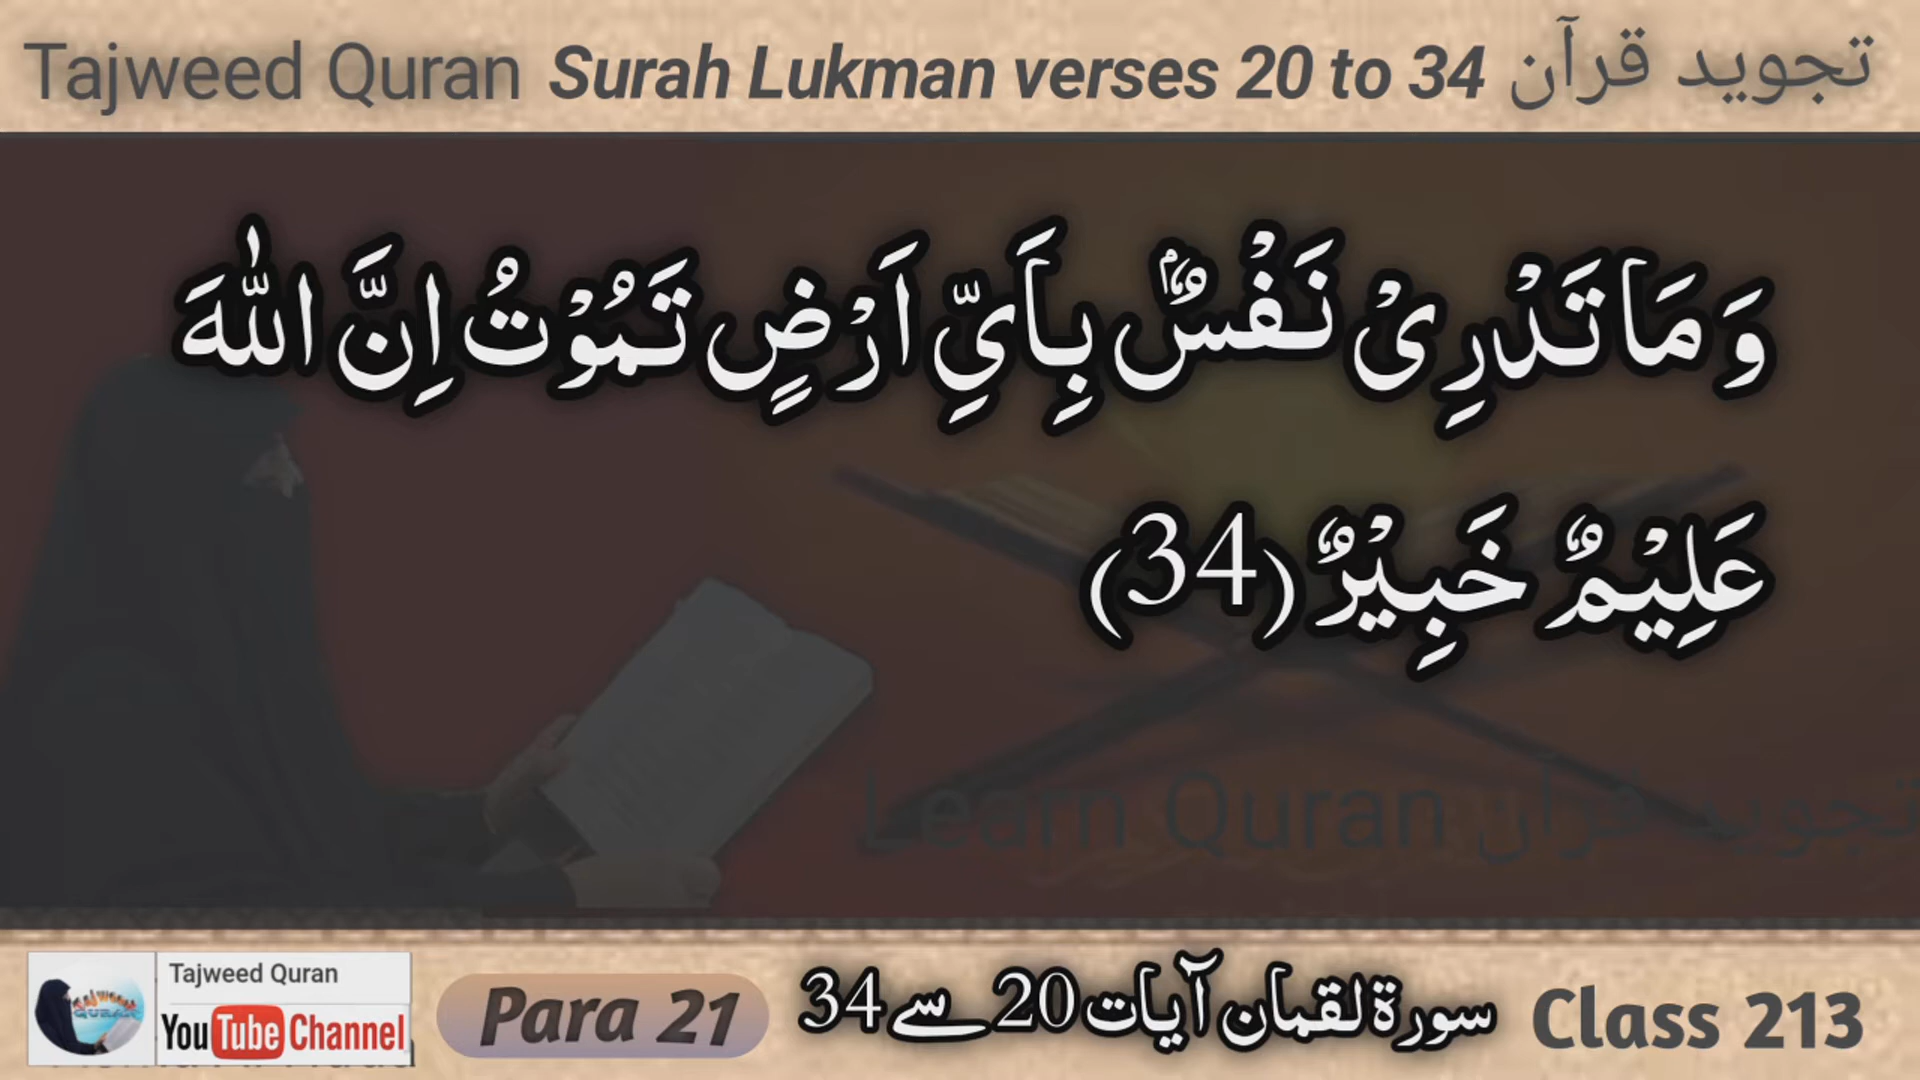 Tajweed Quran Surah Lukman verses 20 to 34 تجوید قرآن
وَ مَا تَدْرِیْ نَفْسٌۢ بِاَیِّ اَرْضٍ تَمُوْتُ اِنَّ اللّٰهَ
عَلِیْمٌ خَبِیْرٌ (34)
Learn Quran تجوید قرآن
Tajweed Quran
YouTube Channel
Para 21
سورۃ لقمان آیات 20 سے 34
Class 213